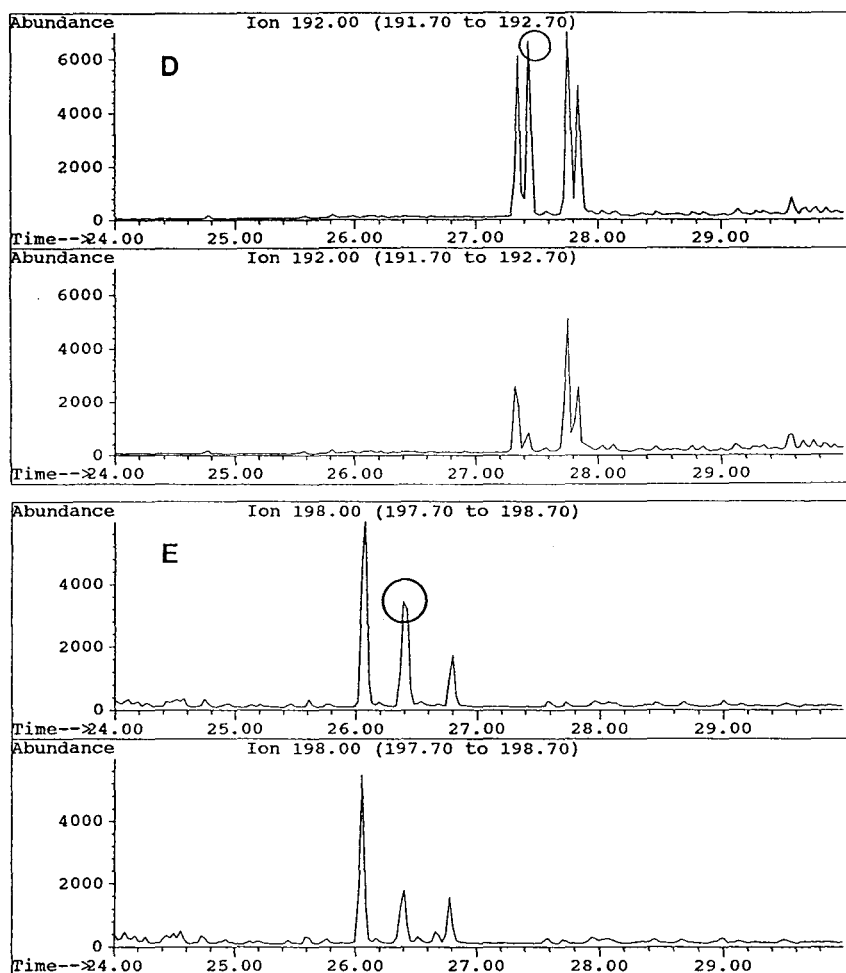 Abundance Ion 192.00 (191.70 to 192.70)
D
6000
4000
2000
0
Time-->24.00 25.00 26.00 27.00 28.00 29.00
Abundance Ion 192.00 (191.70 to 192.70)
6000
4000
2000
0
Time-->24.00 25.00 26.00 27.00 28.00 29.00
Abundance Ion 198.00 (197.70 to 198.70)
E
4000
2000
0
Time-->24.00 25.00 26.00 27.00 28.00 29.00
Abundance Ion 198.00 (197.70 to 198.70)
4000
2000
0
Time-->24.00 25.00 26.00 27.00 28.00 29.00